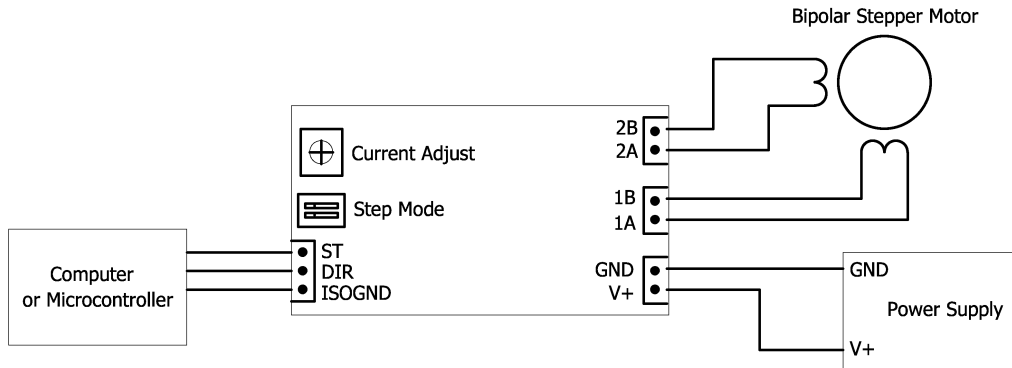 Bipolar Stepper Motor
2B
2A
Current Adjust
1B
1A
Step Mode
ST
DIR
ISOGND
Computer
or Microcontroller
GND
V+
GND
Power Supply
V+